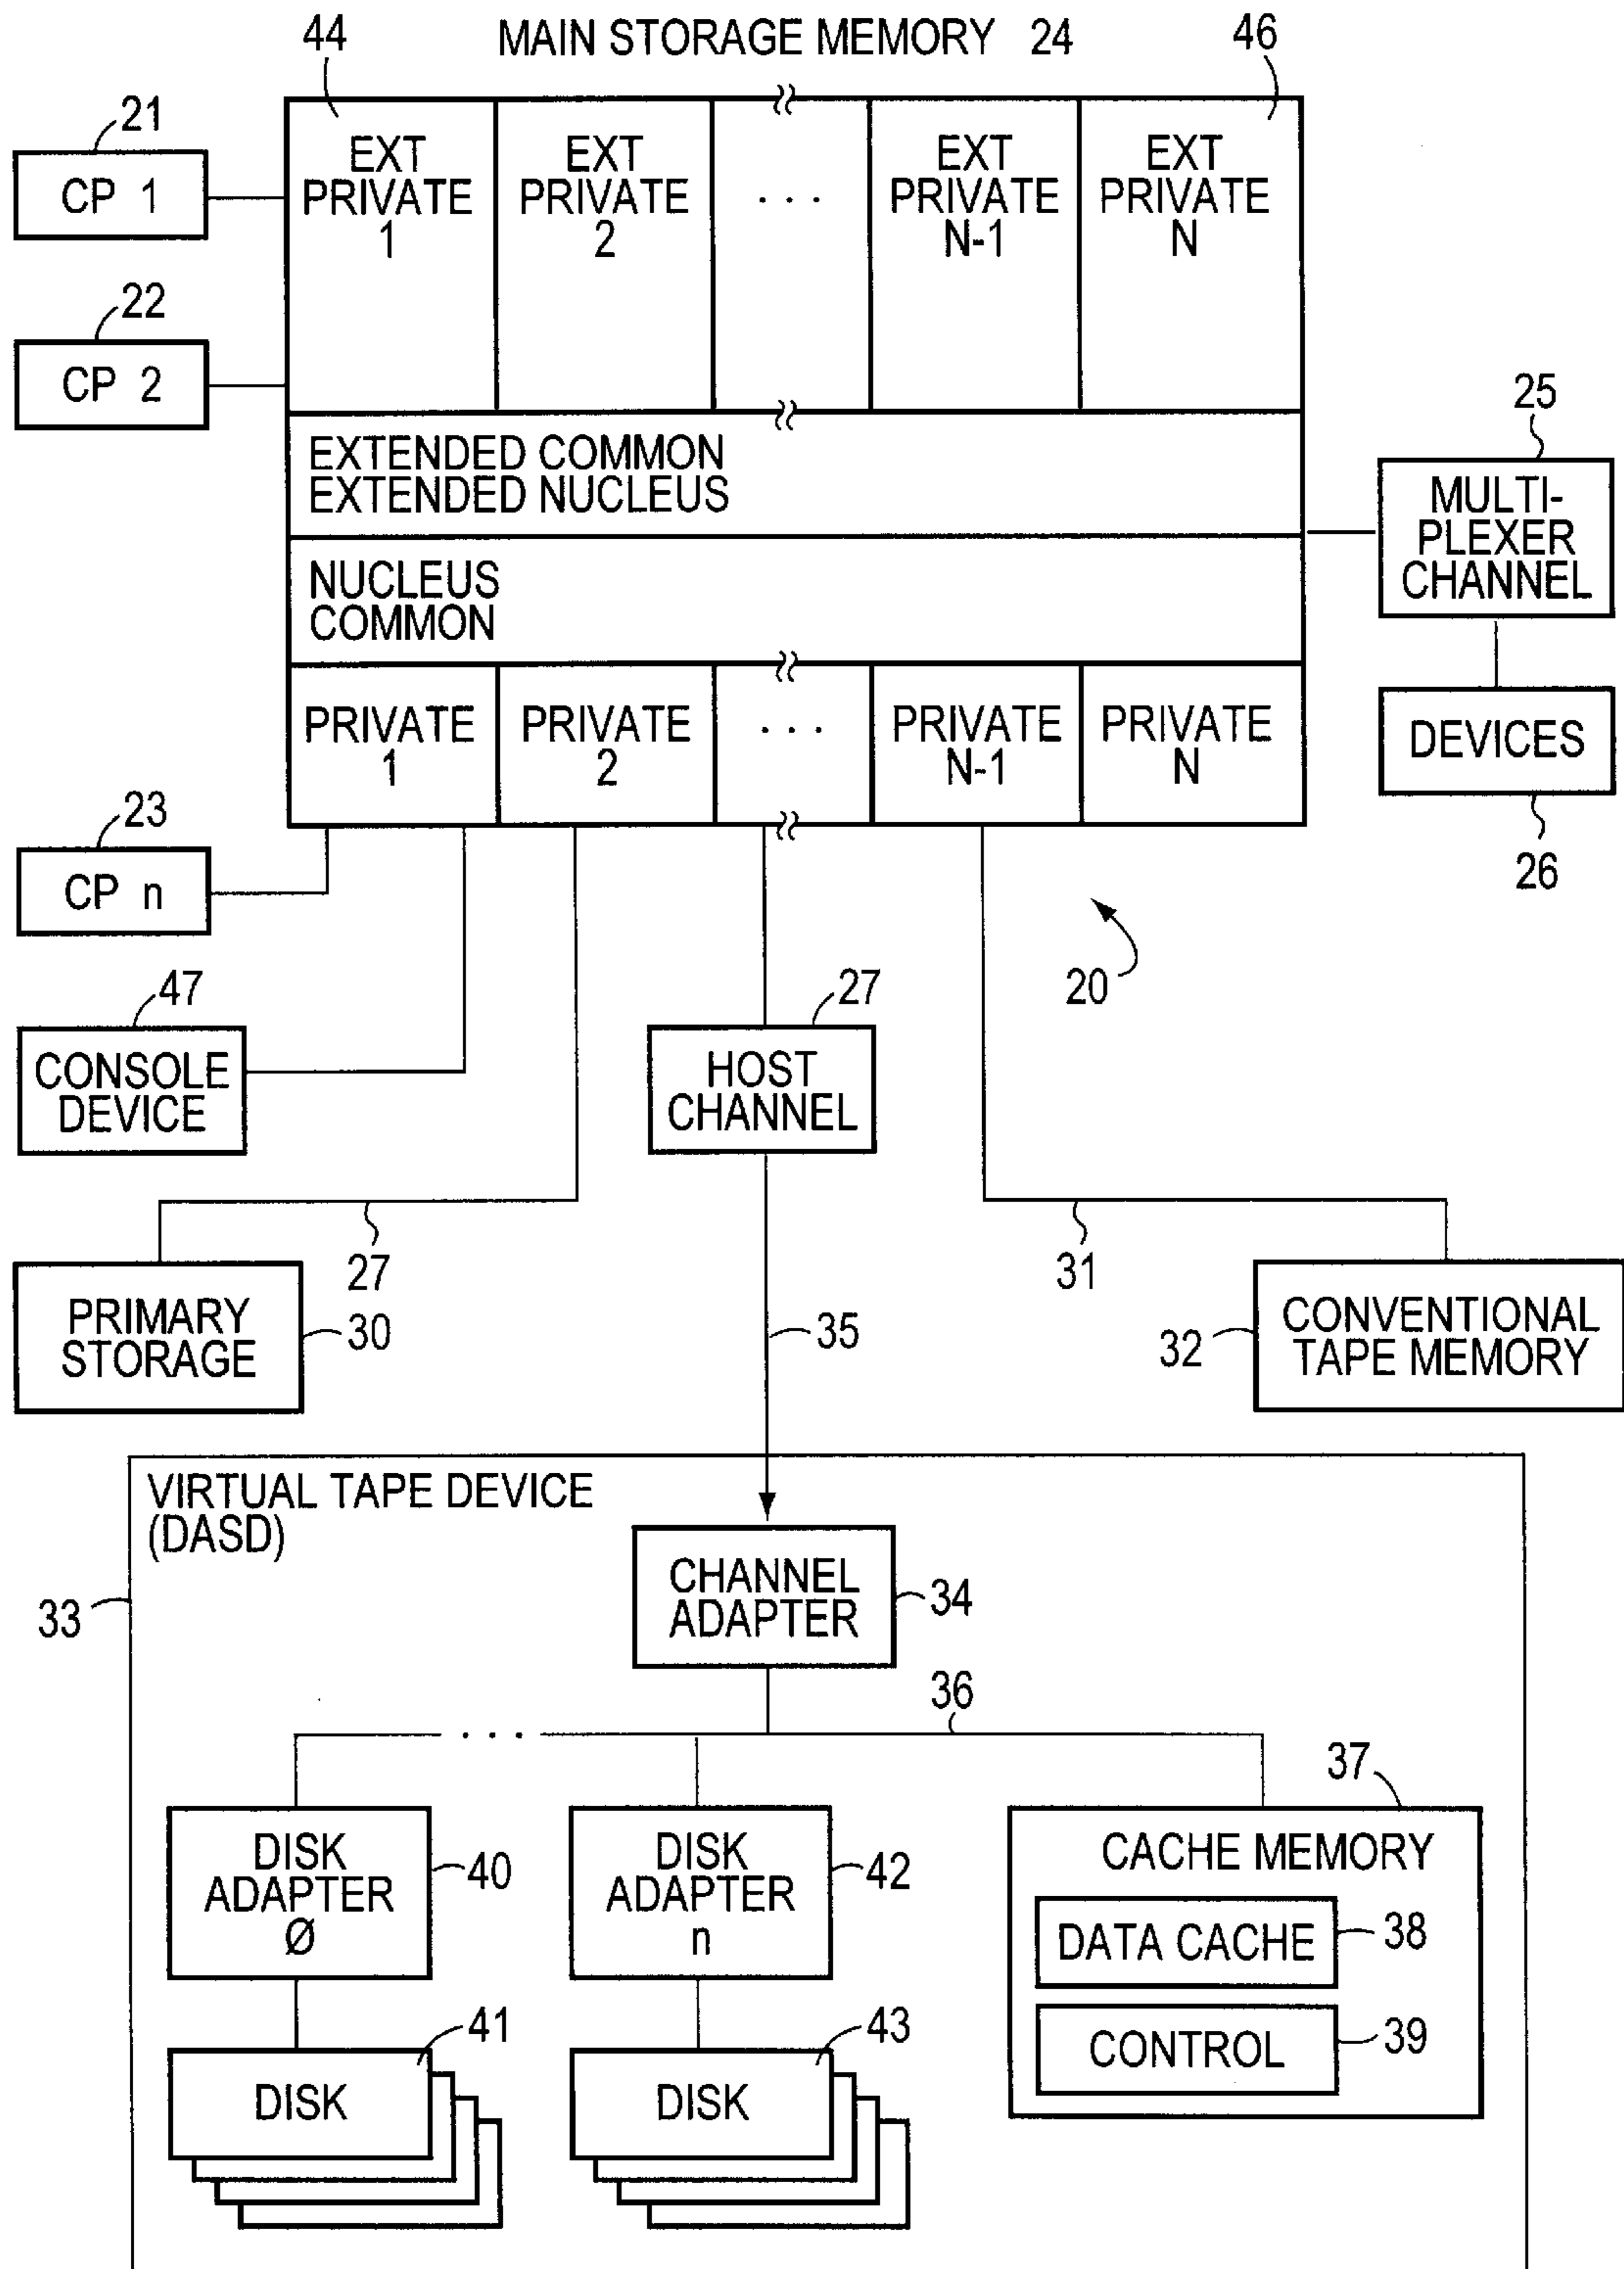 44
MAIN STORAGE MEMORY 24
46
21
CP 1
22
CP 2
EXT
PRIVATE
1
EXT
PRIVATE
2
. . .
EXT
PRIVATE
N-1
EXT
PRIVATE
N
EXTENDED COMMON
EXTENDED NUCLEUS
NUCLEUS
COMMON
25
MULTI-
PLEXER
CHANNEL
PRIVATE
1
PRIVATE
2
. . .
PRIVATE
N-1
PRIVATE
N
DEVICES
26
23
CP n
20
47
CONSOLE
DEVICE
27
HOST
CHANNEL
27
31
PRIMARY
STORAGE
30
35
32
CONVENTIONAL
TAPE MEMORY
VIRTUAL TAPE DEVICE
(DASD)
33
CHANNEL
ADAPTER
34
36
. . .
37
DISK
ADAPTER
Ø
40
DISK
ADAPTER
n
42
CACHE MEMORY
DATA CACHE
38
CONTROL
39
41
DISK
43
DISK